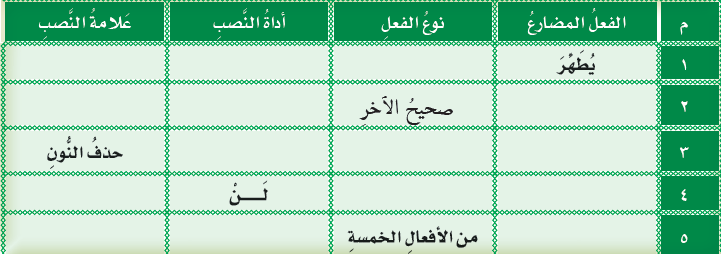 م الفعلُ المضارعُ نوعُ الفعلِ أداةُ النَّصبِ عَلامةُ النَّصبِ
١ يُطَهِّرَ
٢ صحيحُ الآخرِ
٣ حذفُ النُّونِ
٤ لَـــنْ
٥ من الأفعالِ الخمسةِ